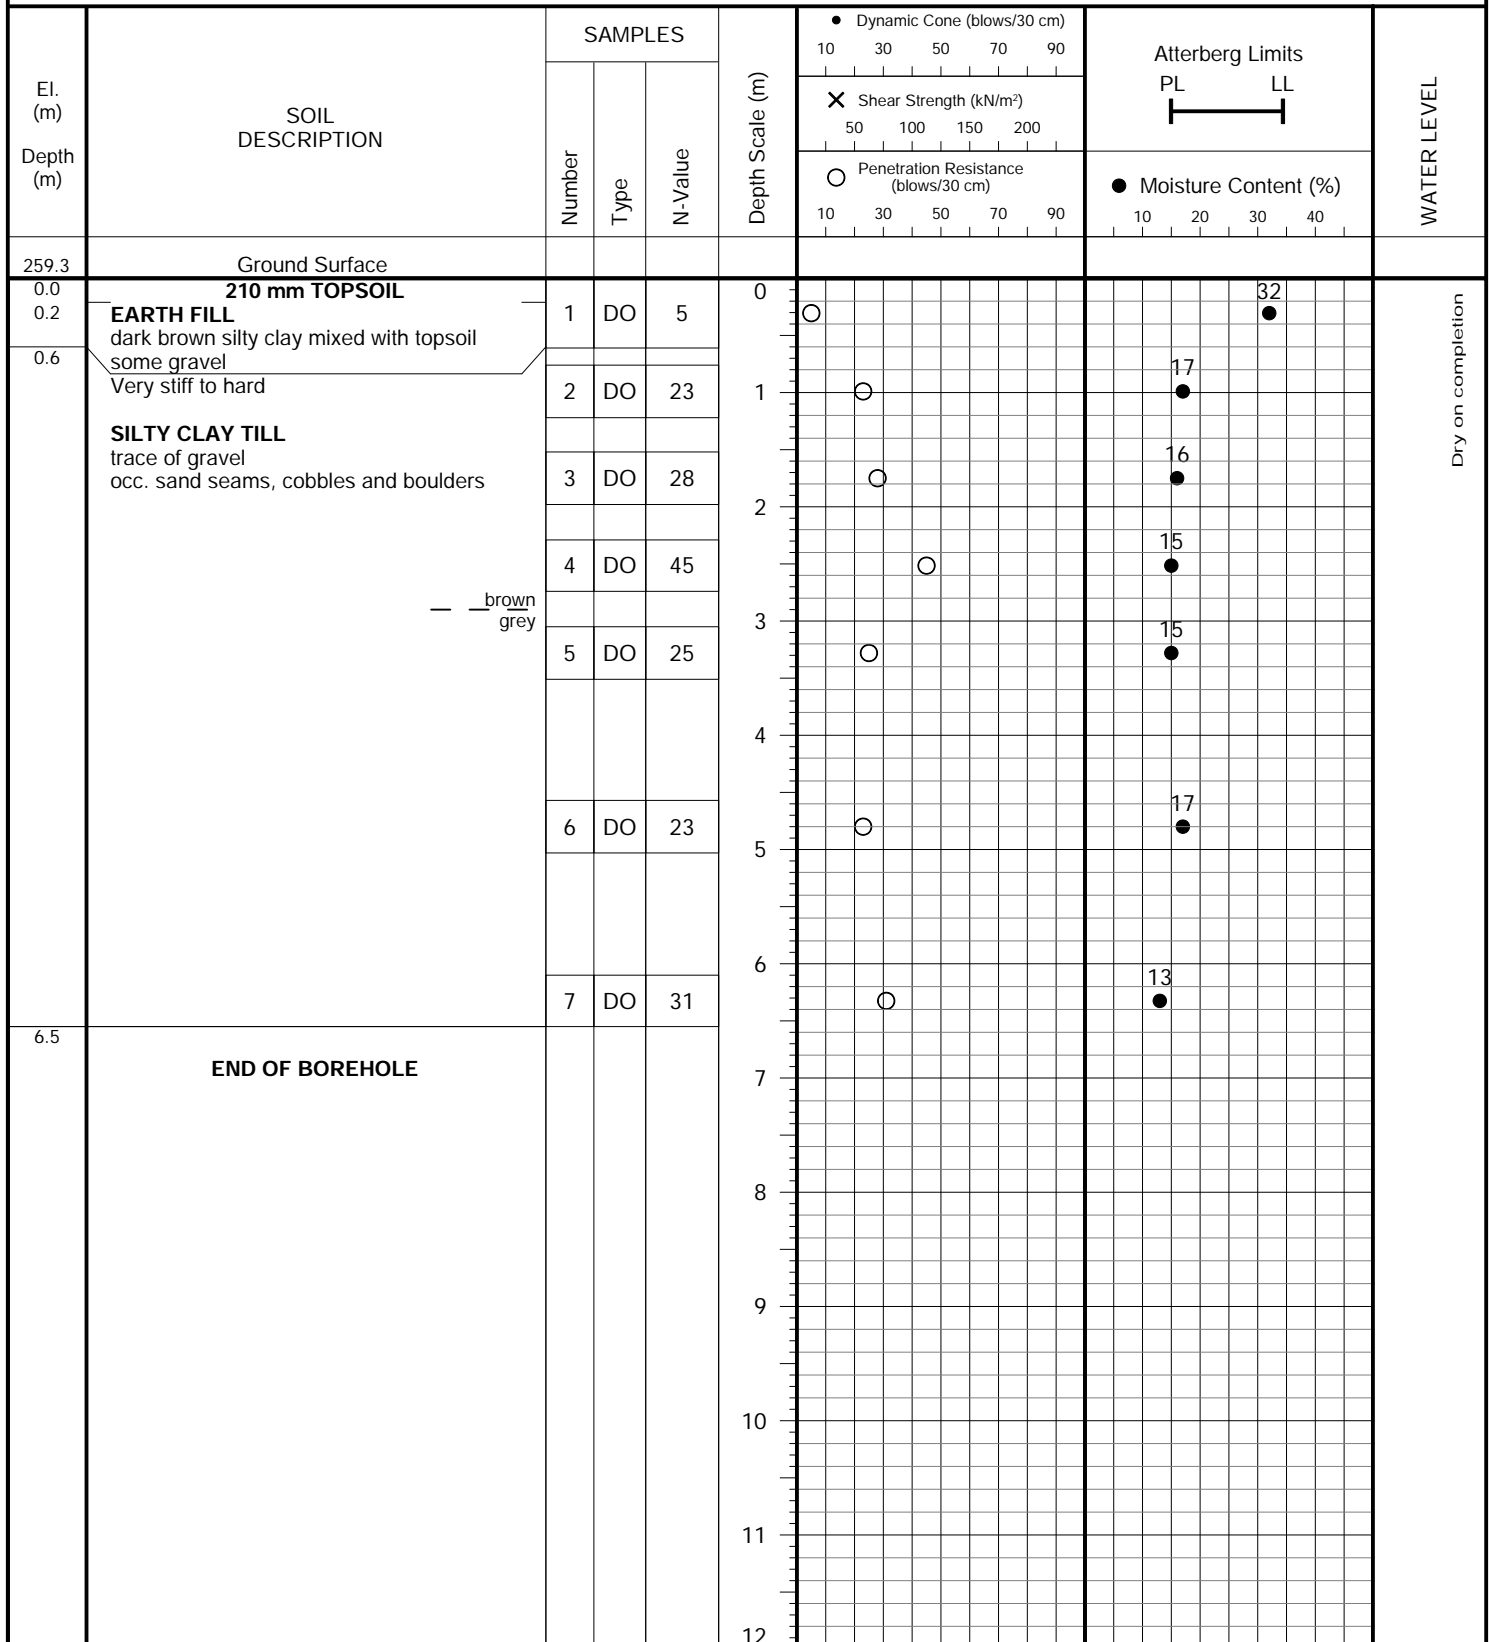 El.
(m)
Depth
(m)
SOIL
DESCRIPTION
SAMPLES
Number
Type
N-Value
Depth Scale (m)
Dynamic Cone (blows/30 cm)
10 30 50 70 90
Shear Strength (kN/m²)
50 100 150 200
Penetration Resistance
(blows/30 cm)
10 30 50 70 90
Atterberg Limits
PL LL
Moisture Content (%)
10 20 30 40
WATER LEVEL
259.3 Ground Surface
0.0 210 mm TOPSOIL 0 32
0.2 EARTH FILL 1 DO 5
dark brown silty clay mixed with topsoil
0.6 some gravel 17
Very stiff to hard 2 DO 23 1
SILTY CLAY TILL
trace of gravel 16
occ. sand seams, cobbles and boulders 3 DO 28
2
15
4 DO 45
brown
grey 3 15
5 DO 25
4
17
6 DO 23
5
6 13
7 DO 31
6.5
END OF BOREHOLE
7
8
9
10
11
12
Dry on completion